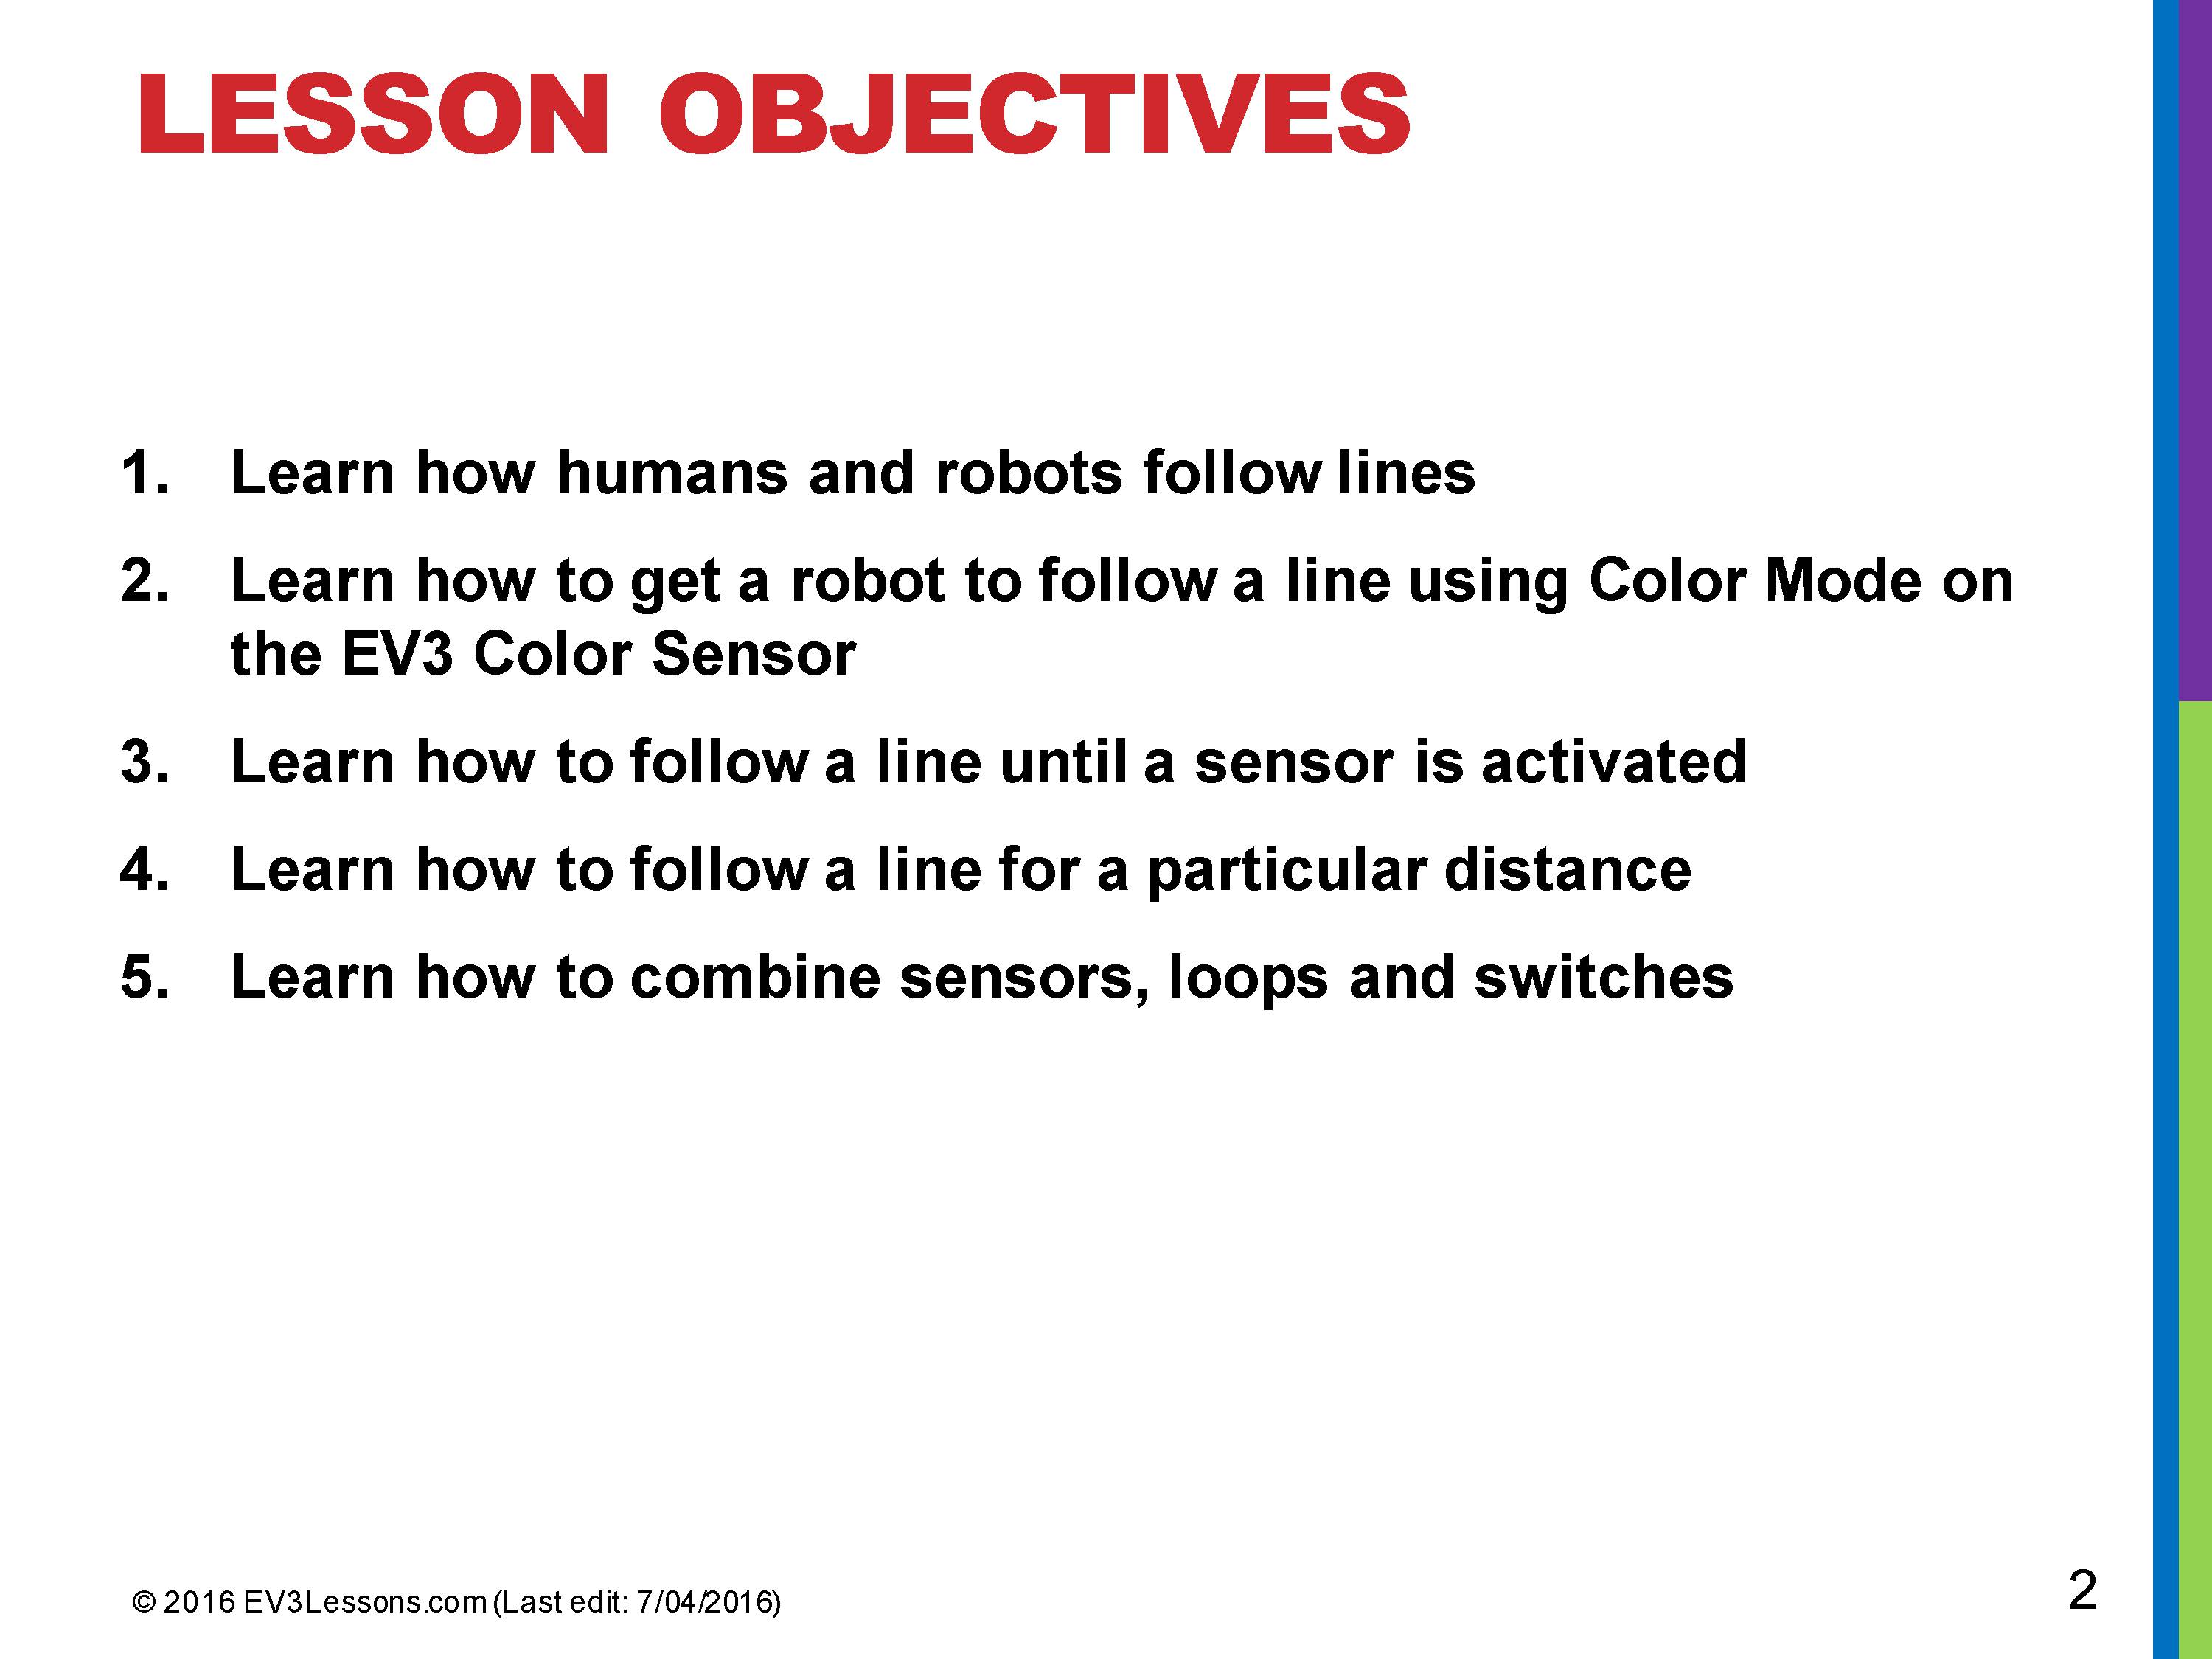 LESSON OBJECTIVES
1. Learn how humans and robots follow lines
2. Learn how to get a robot to follow a line using Color Mode on
the EV3 Color Sensor
3. Learn how to follow a line until a sensor is activated
4. Learn how to follow a line for a particular distance
5. Learn how to combine sensors, loops and switches
© 2016 EV3Lessons.com (Last edit: 7/04/2016)
2